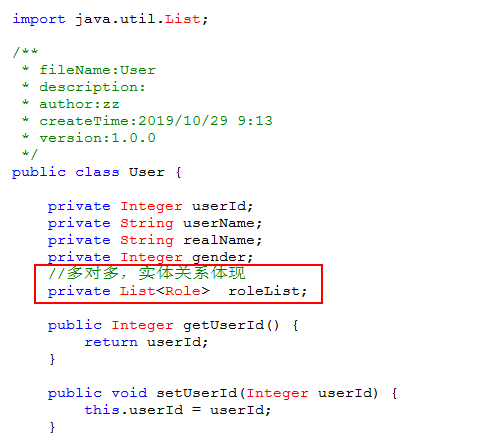 import java.util.List;
/**
 * fileName:User
 * description:
 * author:zz
 * createTime:2019/10/29 9:13
 * version:1.0.0
 */
public class User {
    private Integer userId;
    private String userName;
    private String realName;
    private Integer gender;
    //多对多，实体关系体现
    private List<Role>  roleList;
    public Integer getUserId() {
        return userId;
    }
    public void setUserId(Integer userId) {
        this.userId = userId;
    }